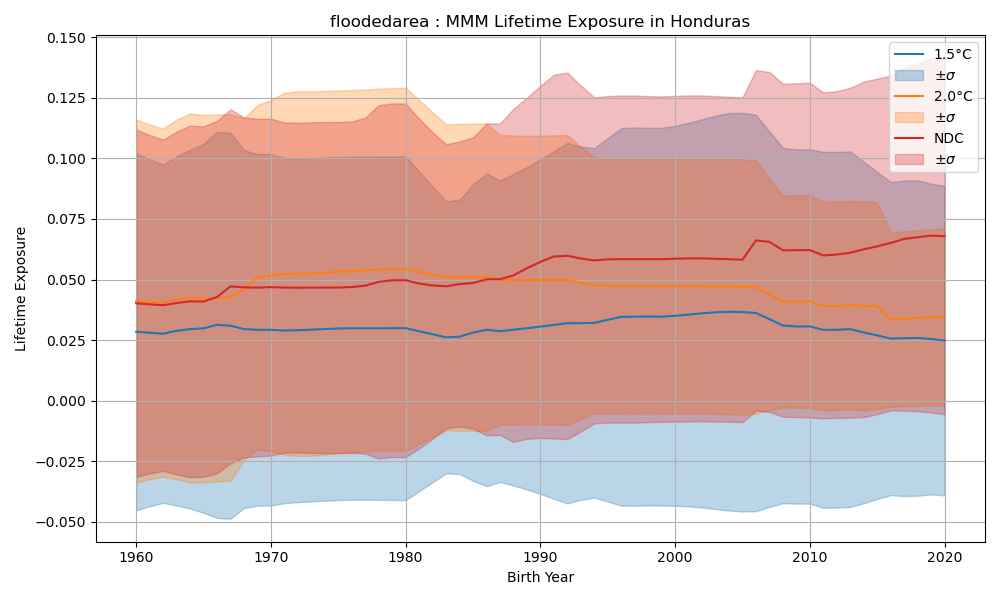 floodedarea : MMM Lifetime Exposure in Honduras
0.150
0.125
0.100
0.075
0.050
0.025
0.000
−0.025
−0.050
Lifetime Exposure
1960
1970
1980
1990
2000
2010
2020
Birth Year
1.5°C
±σ
2.0°C
±σ
NDC
±σ